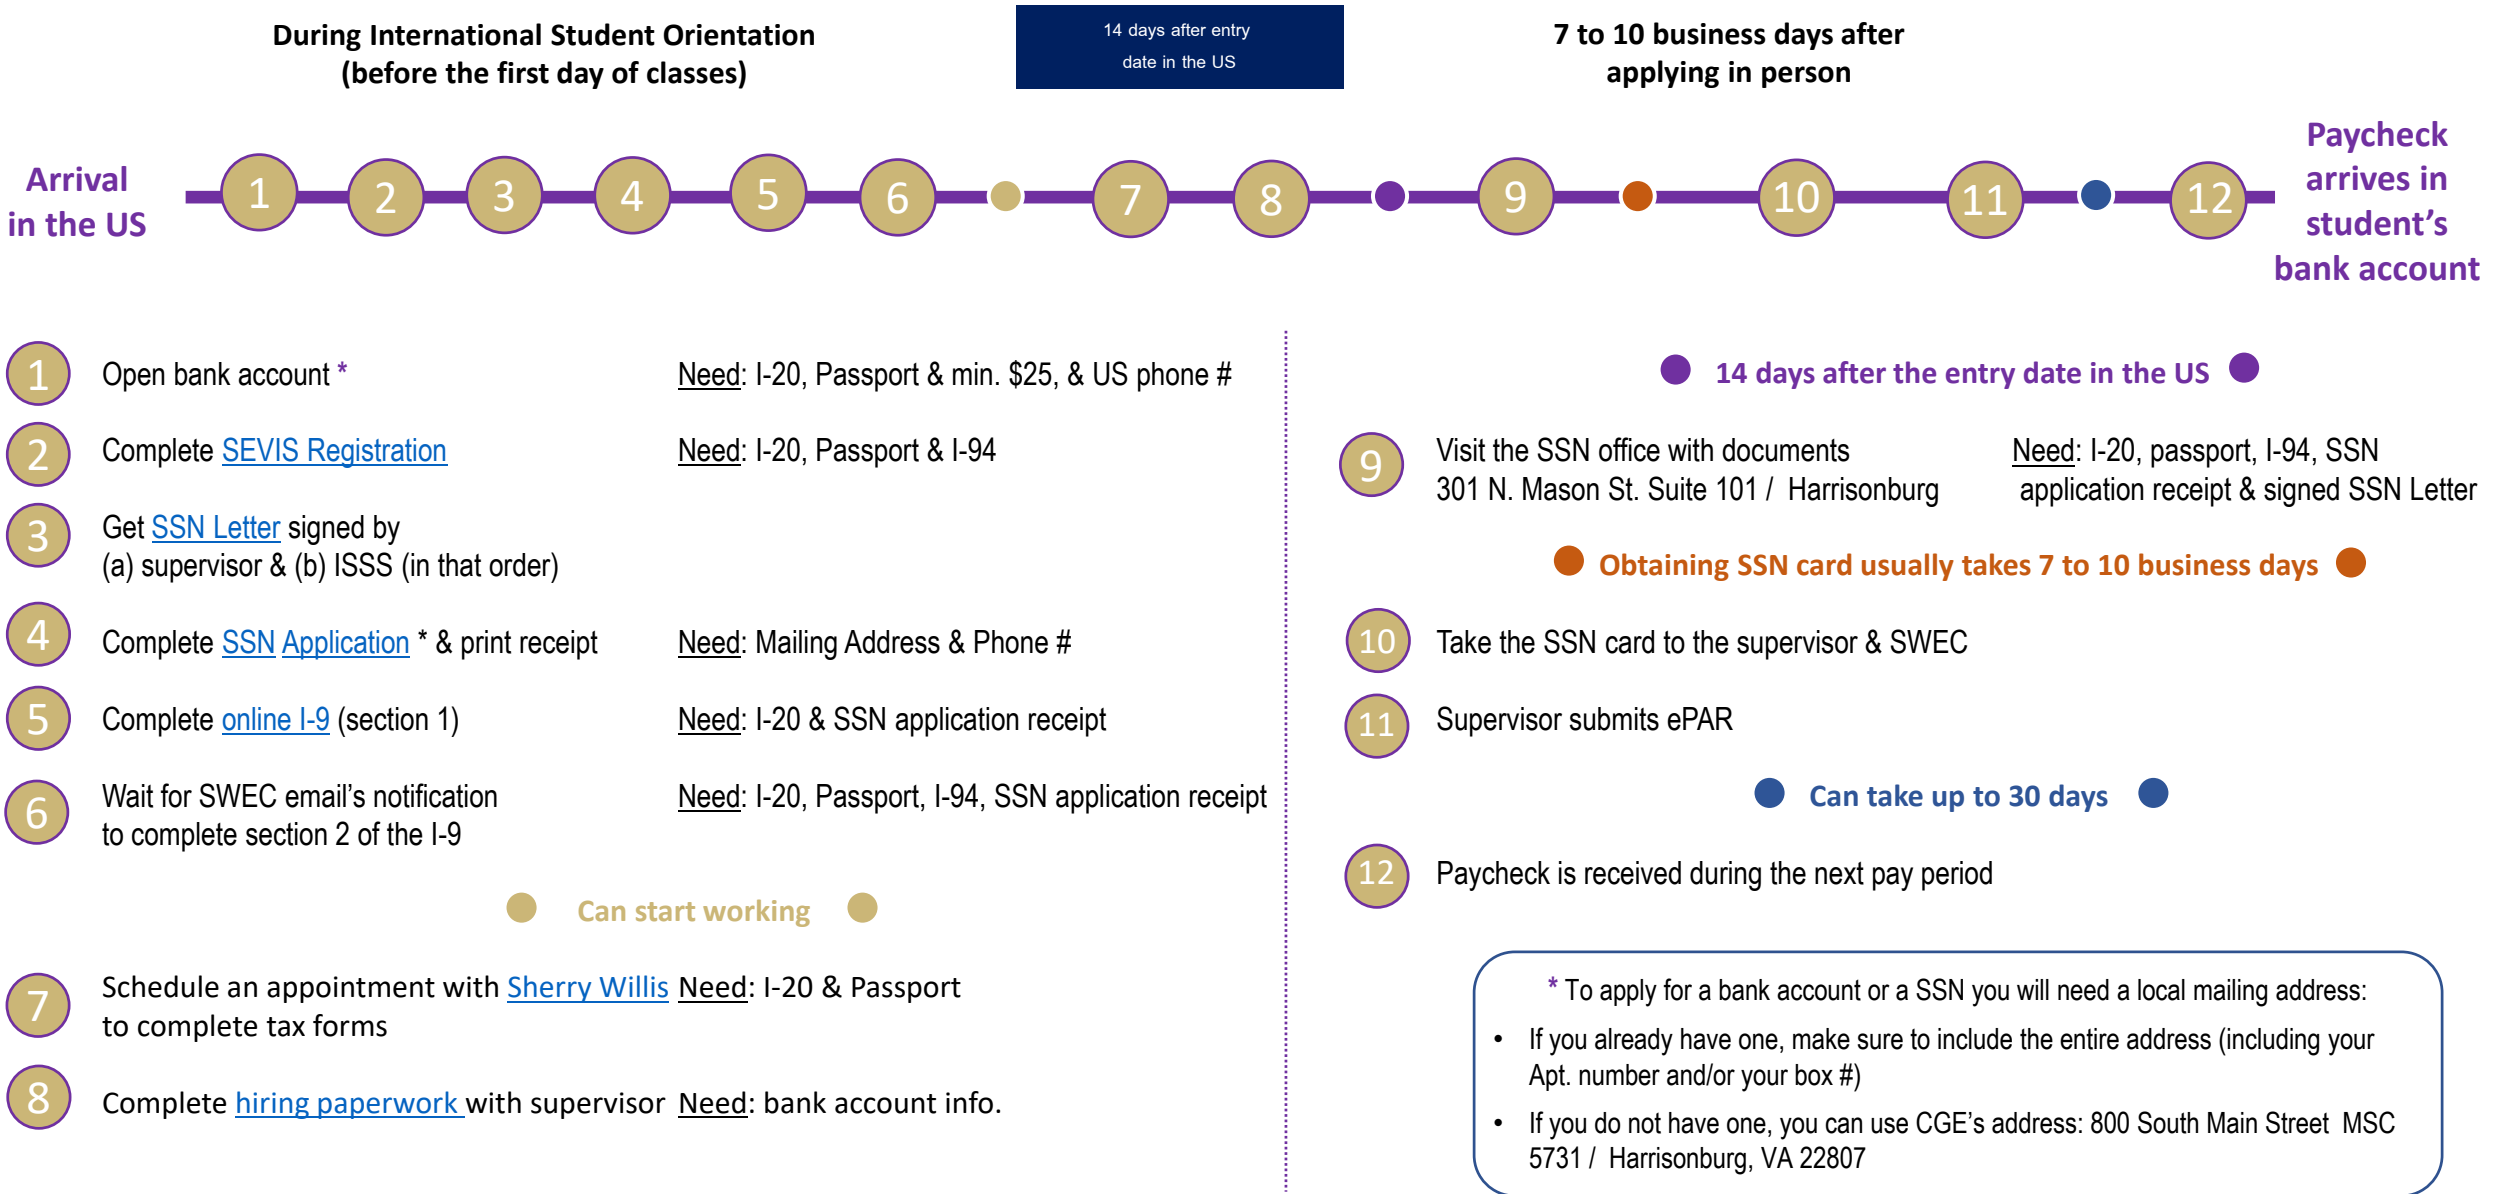 During International Student Orientation
(before the first day of classes)
14 days after entry
date in the US
7 to 10 business days after
applying in person
Arrival
in the US
1
2
3
4
5
6
7
8
9
10
11
12
Paycheck
arrives in
student's
bank account
1 Open bank account * Need: I-20, Passport & min. $25, & US phone #
2 Complete SEVIS Registration Need: I-20, Passport & I-94
3 Get SSN Letter signed by
(a) supervisor & (b) ISSS (in that order)
4 Complete SSN Application * & print receipt Need: Mailing Address & Phone #
5 Complete online I-9 (section 1) Need: I-20 & SSN application receipt
6 Wait for SWEC email's notification Need: I-20, Passport, I-94, SSN application receipt
to complete section 2 of the I-9
Can start working
7 Schedule an appointment with Sherry Willis Need: I-20 & Passport
to complete tax forms
8 Complete hiring paperwork with supervisor Need: bank account info.
14 days after the entry date in the US
9 Visit the SSN office with documents Need: I-20, passport, I-94, SSN
301 N. Mason St. Suite 101 / Harrisonburg application receipt & signed SSN Letter
Obtaining SSN card usually takes 7 to 10 business days
10 Take the SSN card to the supervisor & SWEC
11 Supervisor submits ePAR
Can take up to 30 days
12 Paycheck is received during the next pay period
* To apply for a bank account or a SSN you will need a local mailing address:
• If you already have one, make sure to include the entire address (including your
Apt. number and/or your box #)
• If you do not have one, you can use CGE's address: 800 South Main Street MSC
5731 / Harrisonburg, VA 22807